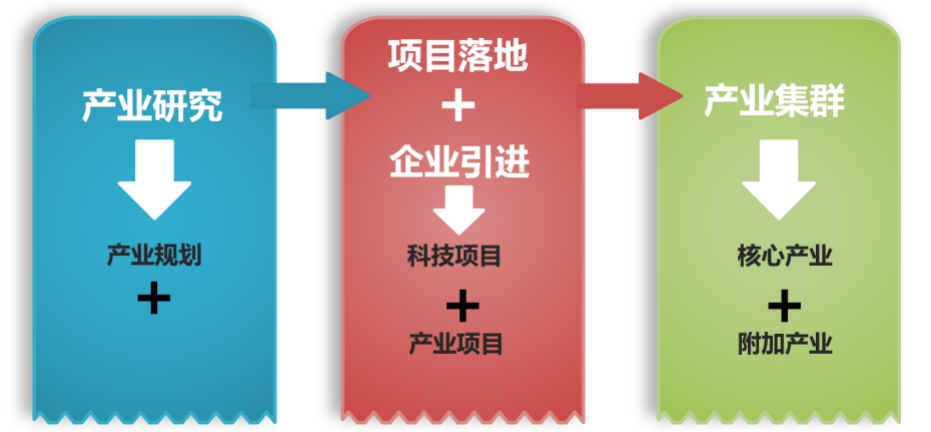 产业研究
产业规划
+
项目落地
+
企业引进
科技项目
+
产业项目
产业集群
核心产业
+
附加产业